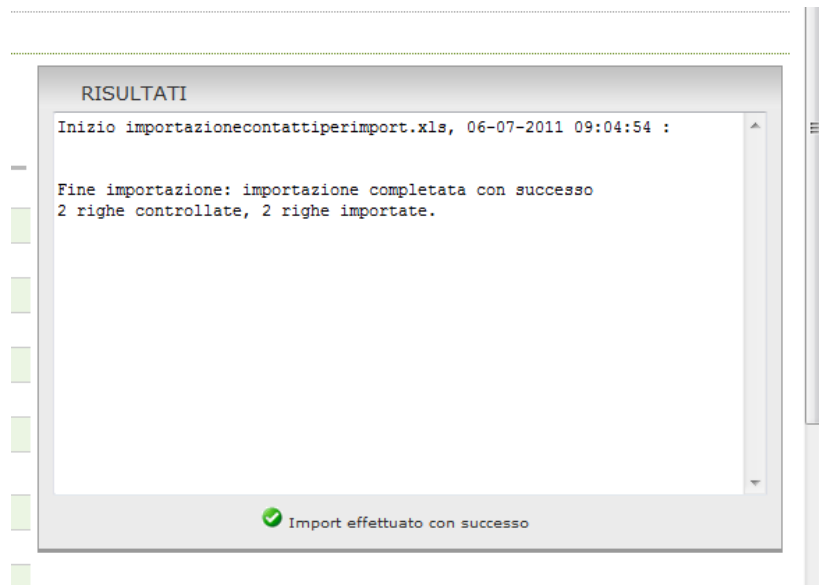 RISULTATI
Inizio importazionecontattiperimport.xls, 06-07-2011 09:04:54 :
Fine importazione: importazione completata con successo
2 righe controllate, 2 righe importate.
Import effettuato con successo